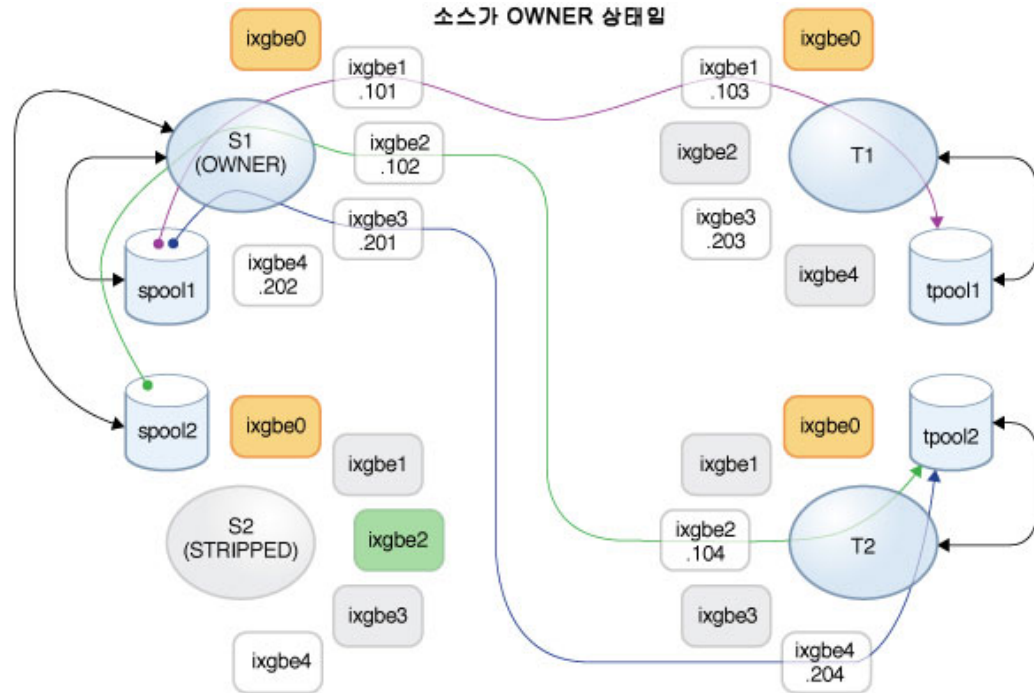 소스가 OWNER 상태일
ixgbe0
ixgbe1
.101
S1
(OWNER)
ixgbe2
.102
ixgbe3
.201
ixgbe4
.202
spool1
spool2
ixgbe0
ixgbe1
.103
ixgbe2
T1
ixgbe3
.203
ixgbe4
tpool1
ixgbe0
ixgbe1
S2
(STRIPPED)
ixgbe2
ixgbe3
ixgbe4
ixgbe0
tpool2
ixgbe1
ixgbe2
.104
T2
ixgbe3
ixgbe4
.204